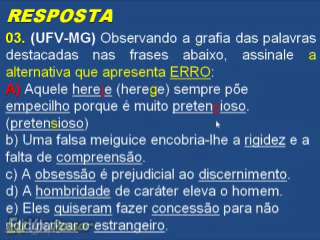 RESPOSTA
03. (UFV-MG) Observando a grafia das palavras
destacadas nas frases abaixo, assinale a
alternativa que apresenta ERRO:
A) Aquele hereje (herege) sempre põe
empecilho porque é muito pretencioso.
(pretensioso)
b) Uma falsa meiguice encobria-lhe a rigidez e a
falta de compreensão.
c) A obsessão é prejudicial ao discernimento.
d) A hombridade de caráter eleva o homem.
e) Eles quiseram fazer concessão para não
ridicularizar o estrangeiro.